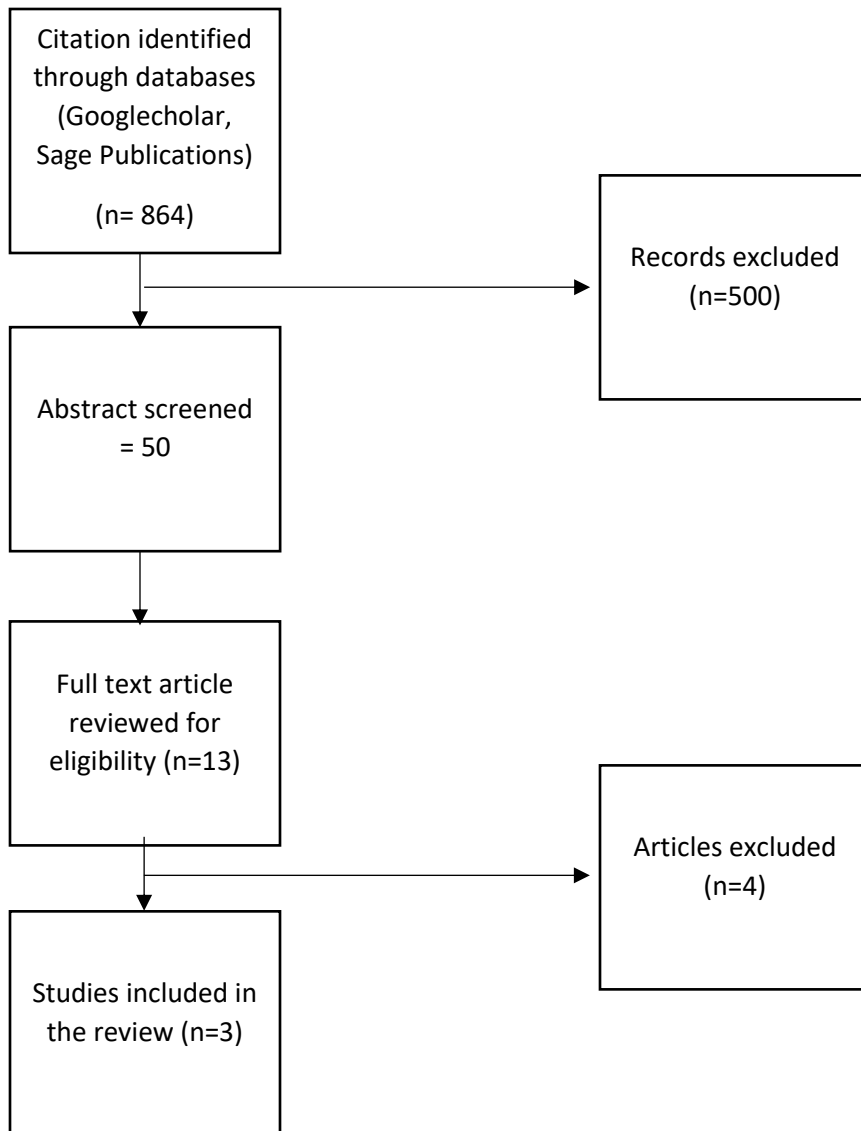 Citation identified
through databases
(Googlecholar,
Sage Publications)
(n= 864)
Records excluded
(n=500)
Abstract screened
= 50
Full text article
reviewed for
eligibility (n=13)
Articles excluded
(n=4)
Studies included in
the review (n=3)